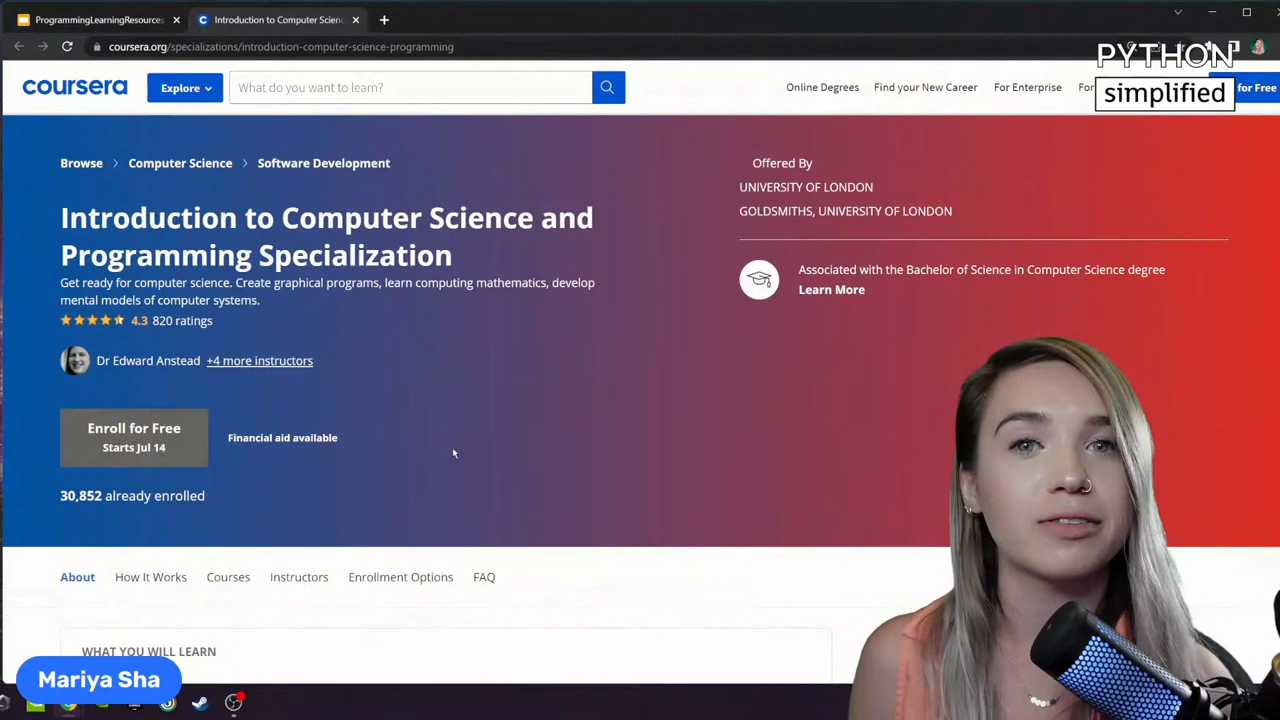 ProgrammingLearningResources
Introduction to Computer Scienc
coursera.org/specializations/introduction-computer-science-programming
PYTHON
simplified
coursera
Explore
What do you want to learn?
Online Degrees
Find your New Career
For Enterprise
For
for Free
Browse
Computer Science
Software Development
Introduction to Computer Science and
Programming Specialization
Get ready for computer science. Create graphical programs, learn computing mathematics, develop
mental models of computer systems.
4.3 820 ratings
Dr Edward Anstead +4 more instructors
Enroll for Free
Starts Jul 14
Financial aid available
30,852 already enrolled
Offered By
UNIVERSITY OF LONDON
GOLDSMITHS, UNIVERSITY OF LONDON
Associated with the Bachelor of Science in Computer Science degree
Learn More
About
How It Works
Courses
Instructors
Enrollment Options
FAQ
WHAT YOU WILL LEARN
Mariya Sha